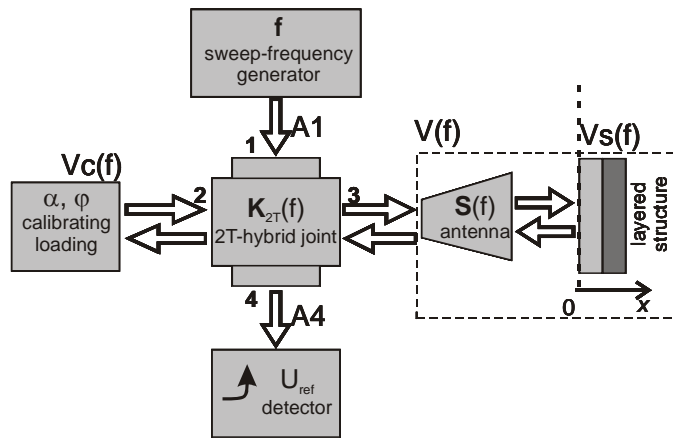 f
sweep-frequency
generator
A1
1
Vc(f)
V(f)
Vs(f)
α, φ
calibrating
loading
2
K2T(f)
2T-hybrid joint
3
S(f)
antenna
layered
structure
4
A4
0
x
Uref
detector